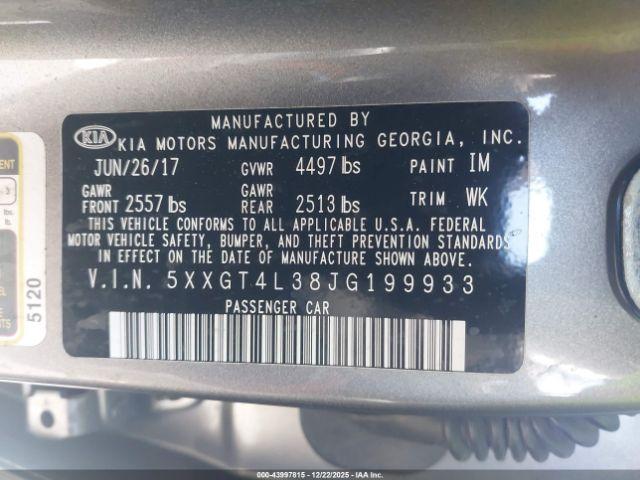 MANUFACTURED BY
KIA KIA MOTORS MANUFACTURING GEORGIA, INC.
JUN/26/17 GVWR 4497 lbs PAINT IM
GAWR FRONT 2557 lbs GAWR REAR 2513 lbs TRIM WK
THIS VEHICLE CONFORMS TO ALL APPLICABLE U.S.A. FEDERAL
MOTOR VEHICLE SAFETY, BUMPER, AND THEFT PREVENTION STANDARDS
IN EFFECT ON THE DATE OF MANUFACTURE SHOWN ABOVE.
V.I.N. 5XXGT4L38JG199933
PASSENGER CAR
5120
000-43997815 - 12/22/2025 - IAA Inc.